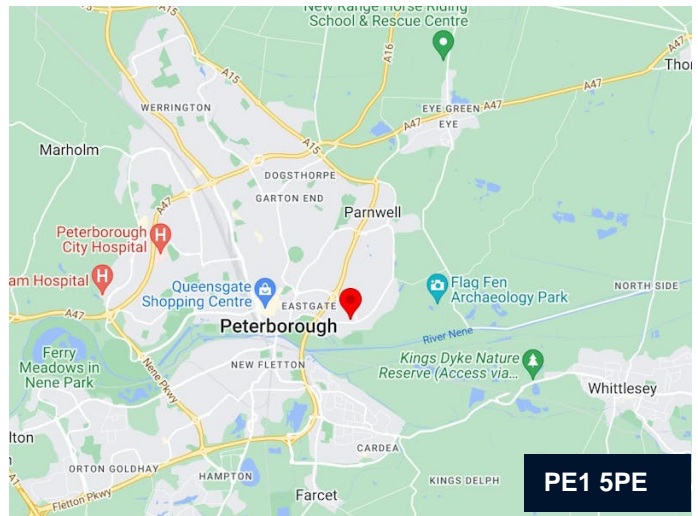 New Range Horse Riding
School & Rescue Centre
A15
A15
A16
A47
Thor
A47
WERRINGTON
EYE GREEN
A47
EYE
A47
Marholm
A15
DOGSTHORPE
GARTON END
A47
Parnwell
Peterborough
City Hospital
H
am Hospital
H
Queensgate
Shopping Centre
EASTGATE
Flag Fen
Archaeology Park
NORTH SIDE
A47
Peterborough
River Nene
Ferry
Meadows in
Nene Park
Nene Pkwy
NEW FLETTON
Kings Dyke Nature
Reserve (Access via...
Whittlesey
lton
CARDEA
ORTON GOLDHAY
HAMPTON
KINGS DELPH
A1
Fletton Pkwy
Farcet
PE1 5PE